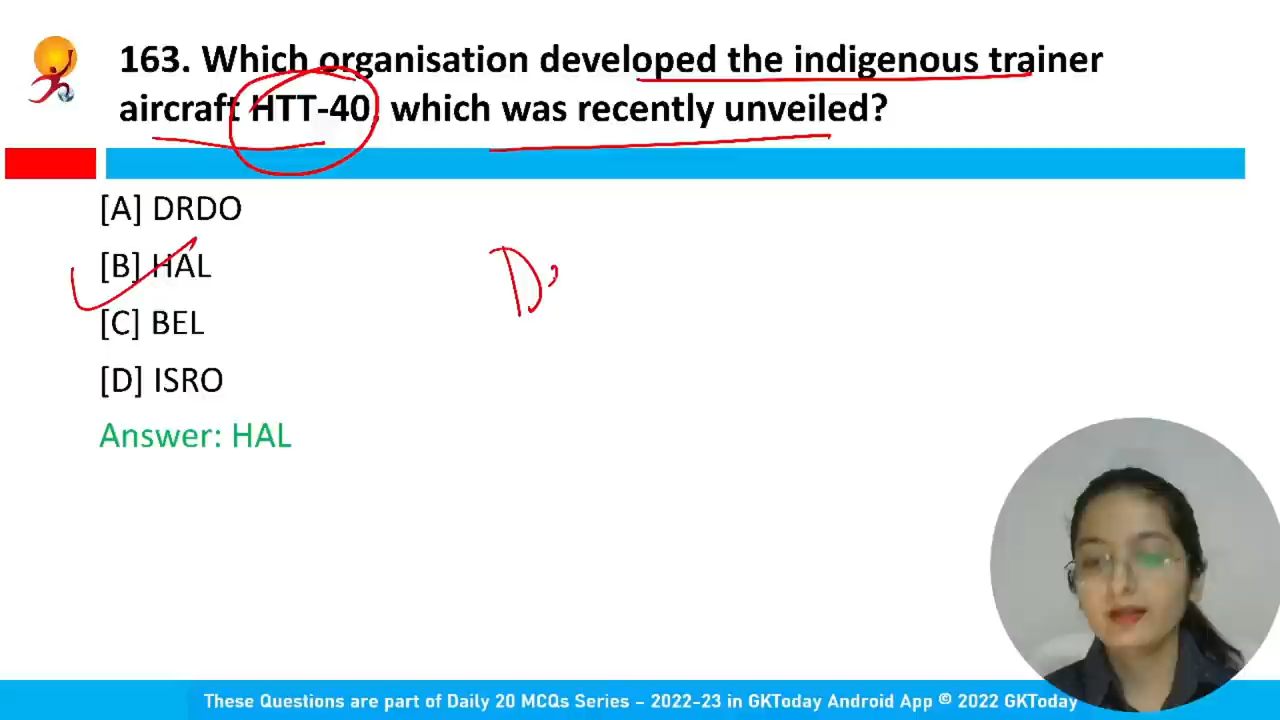 163. Which organisation developed the indigenous trainer
aircraft HTT-40, which was recently unveiled?
[A] DRDO
[B] HAL
[C] BEL
[D] ISRO
Answer: HAL
These Questions are part of Daily 20 MCQs Series – 2022-23 in GKToday Android App © 2022 GKToday